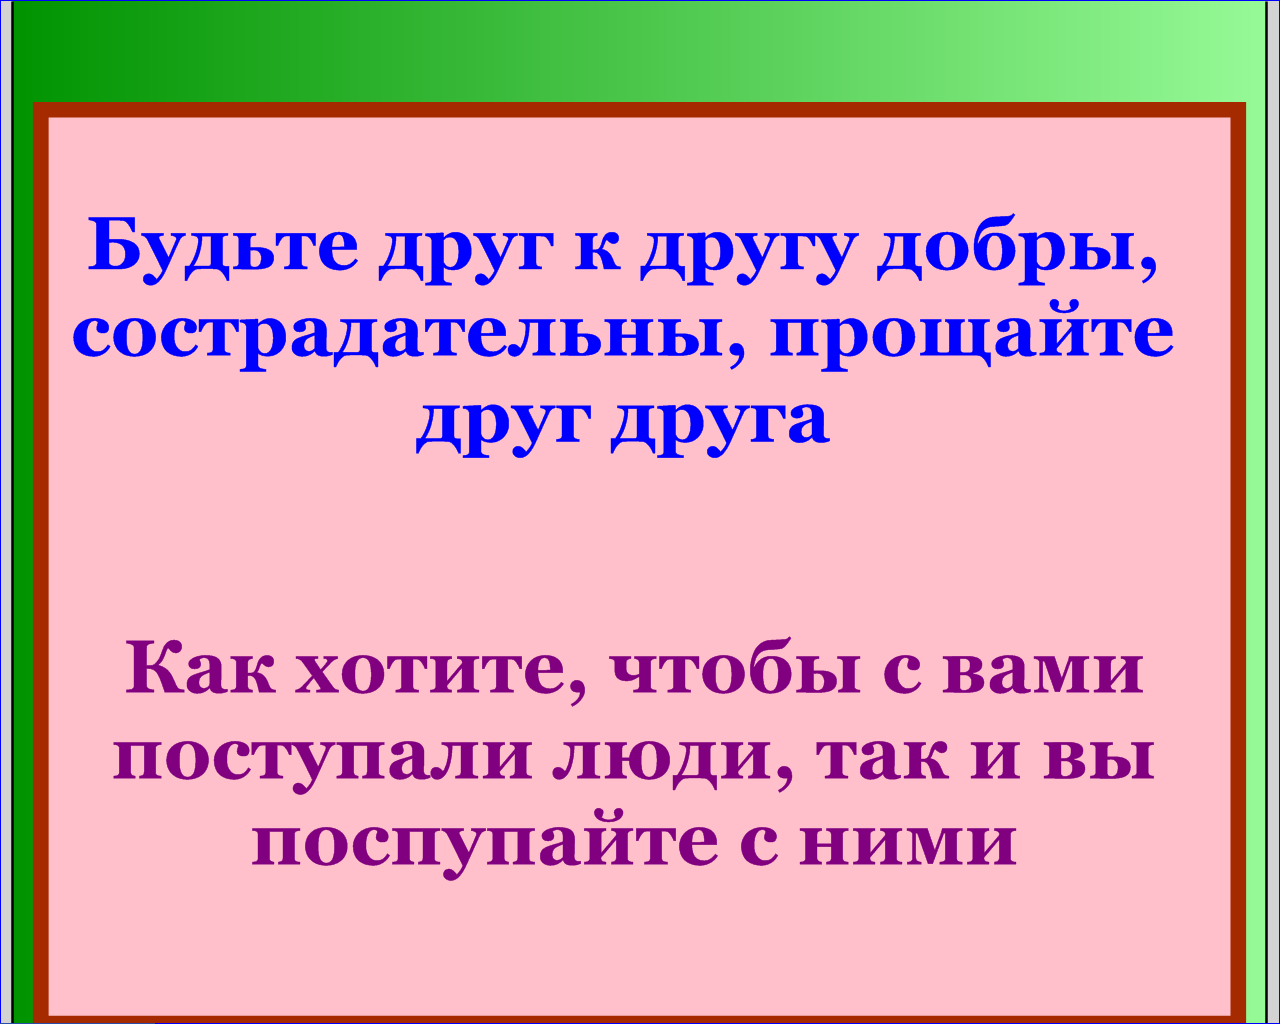 Будьте друг к другу добры,
сострадательны, прощайте
друг друга
Как хотите, чтобы с вами
поступали люди, так и вы
поспупайте с ними